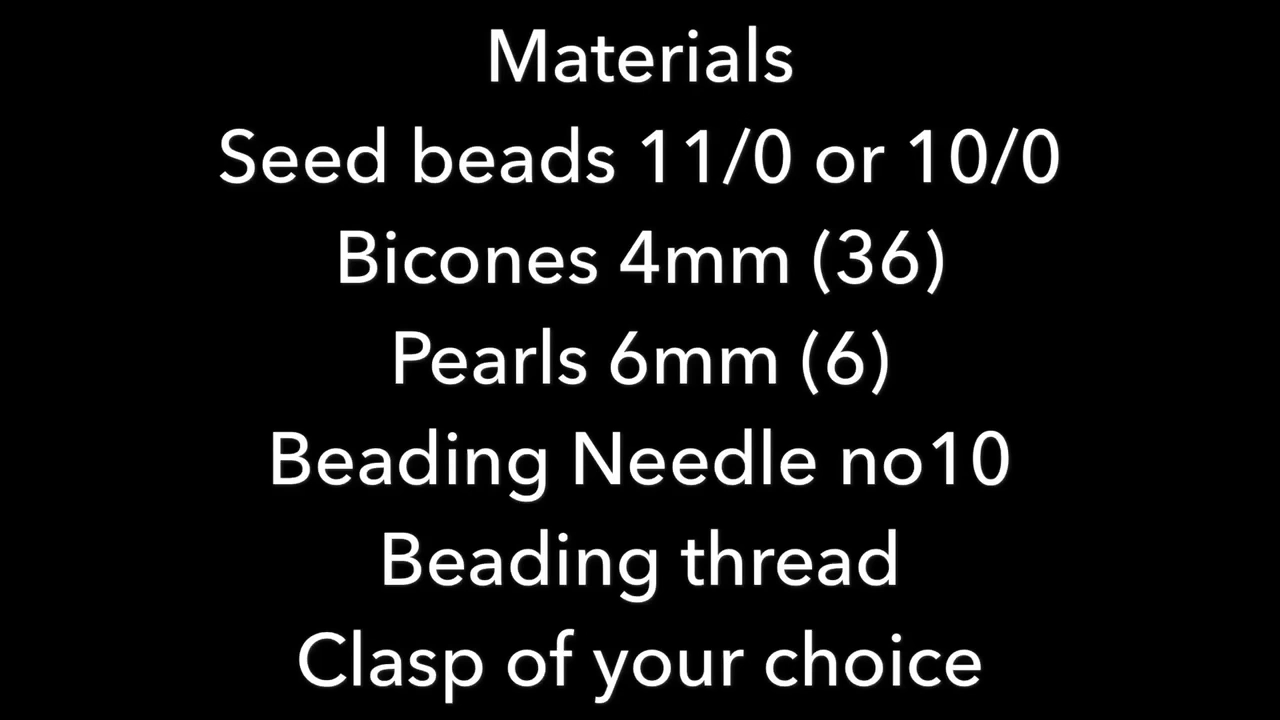 Materials
Seed beads 11/0 or 10/0
Bicones 4mm (36)
Pearls 6mm (6)
Beading Needle no10
Beading thread
Clasp of your choice